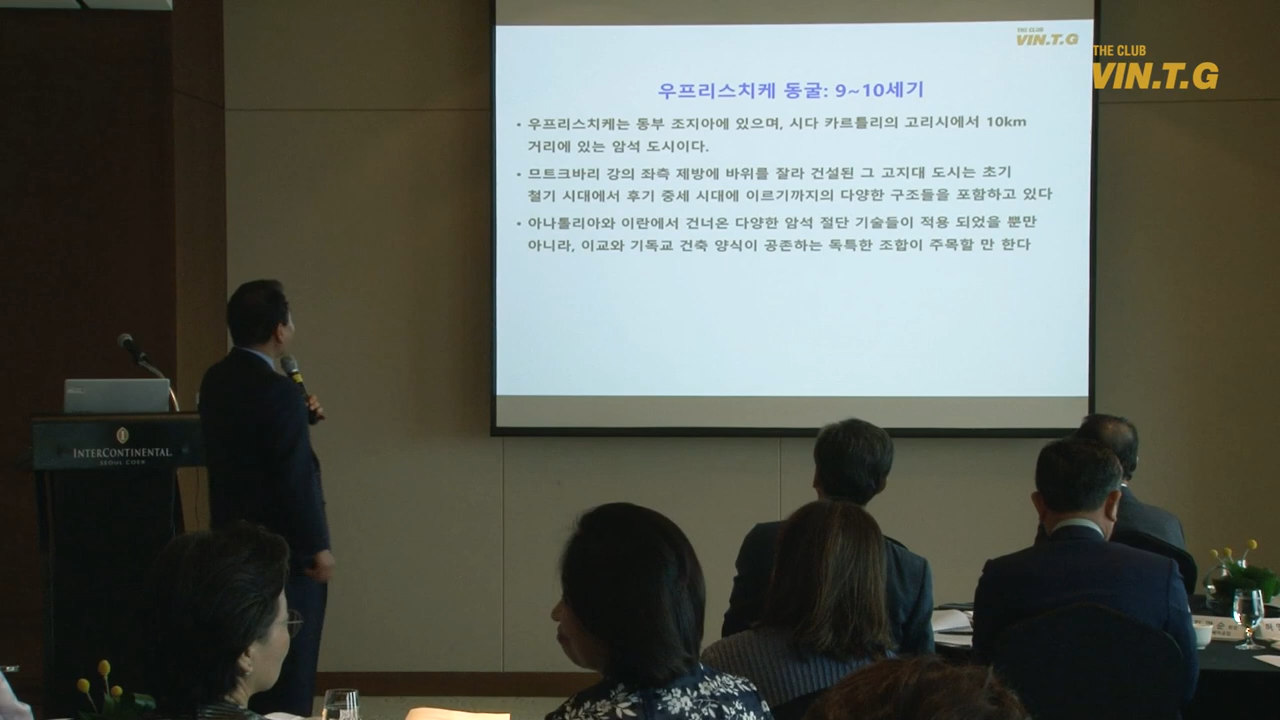 THE CLUB
VIN.T.G
THE CLUB
VIN.T.G
우프리스치케 동굴: 9~10세기
• 우프리스치케는 동부 조지아에 있으며, 시다 카르틀리의 고리시에서 10km
거리에 있는 암석 도시이다.
• 므트크바리 강의 좌측 제방에 바위를 잘라 건설된 그 고지대 도시는 초기
철기 시대에서 후기 중세 시대에 이르기까지의 다양한 구조들을 포함하고 있다
• 아나톨리아와 이란에서 건너온 다양한 암석 절단 기술들이 적용 되었을 뿐만
아니라, 이교와 기독교 건축 양식이 공존하는 독특한 조합이 주목할 만 한다
INTERCONTINENTAL
SEOUL COEX